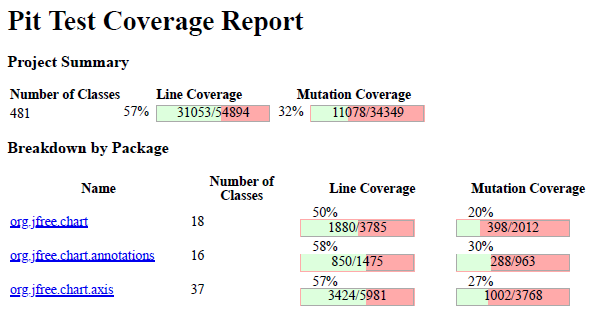 Pit Test Coverage Report
Project Summary
Number of Classes Line Coverage Mutation Coverage
481 57% 31053/54894 32% 11078/34349
Breakdown by Package
Name Number of Classes Line Coverage Mutation Coverage
org.jfree.chart 18 50% 1880/3785 20% 398/2012
org.jfree.chart.annotations 16 58% 850/1475 30% 288/963
org.jfree.chart.axis 37 57% 3424/5981 27% 1002/3768